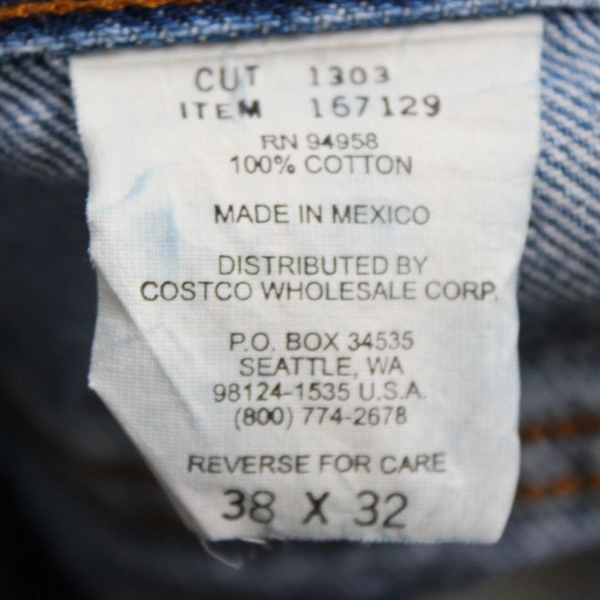 CUT 1303
ITEM 167129
RN 94958
100% COTTON
MADE IN MEXICO
DISTRIBUTED BY
COSTCO WHOLESALE CORP.
P.O. BOX 34535
SEATTLE, WA
98124-1535 U.S.A.
(800) 774-2678
REVERSE FOR CARE
38 X 32